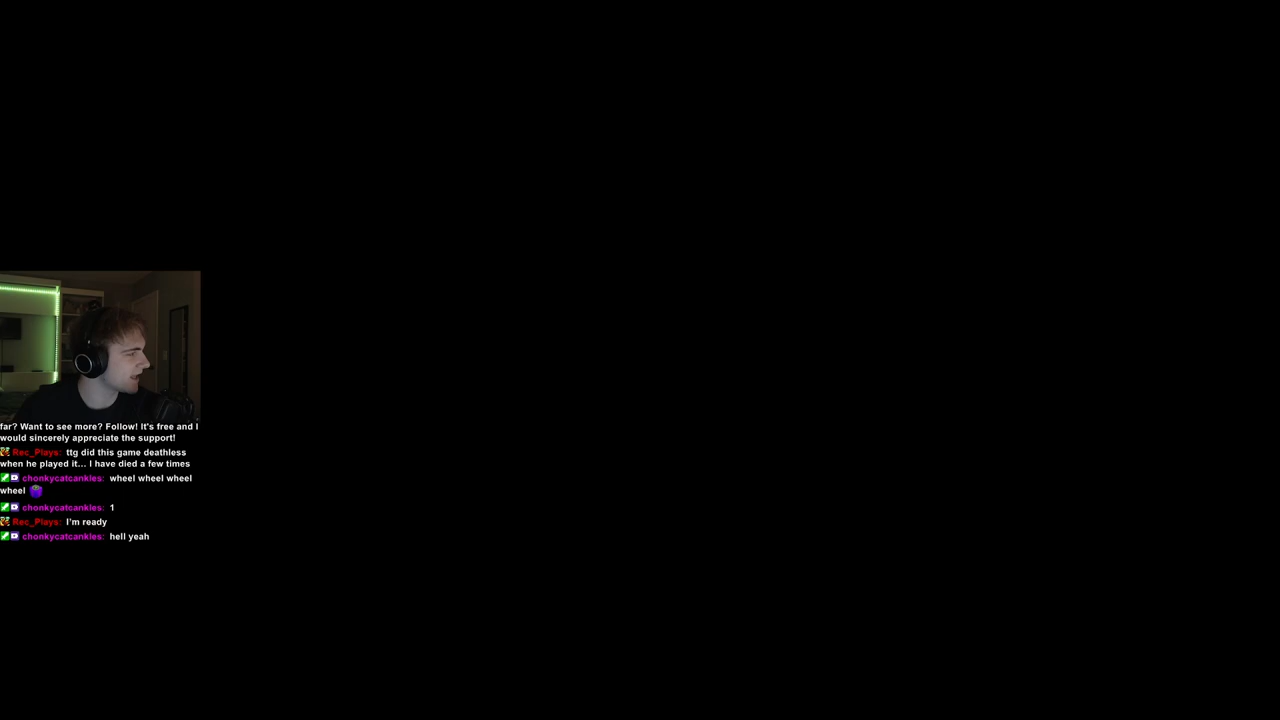 far? Want to see more? Follow! It's free and I
would sincerely appreciate the support!
Rec_Plays: ttg did this game deathless
when he played it... I have died a few times
chonkycatcankles: wheel wheel wheel
wheel
chonkycatcankles: 1
Rec_Plays: I'm ready
chonkycatcankles: hell yeah